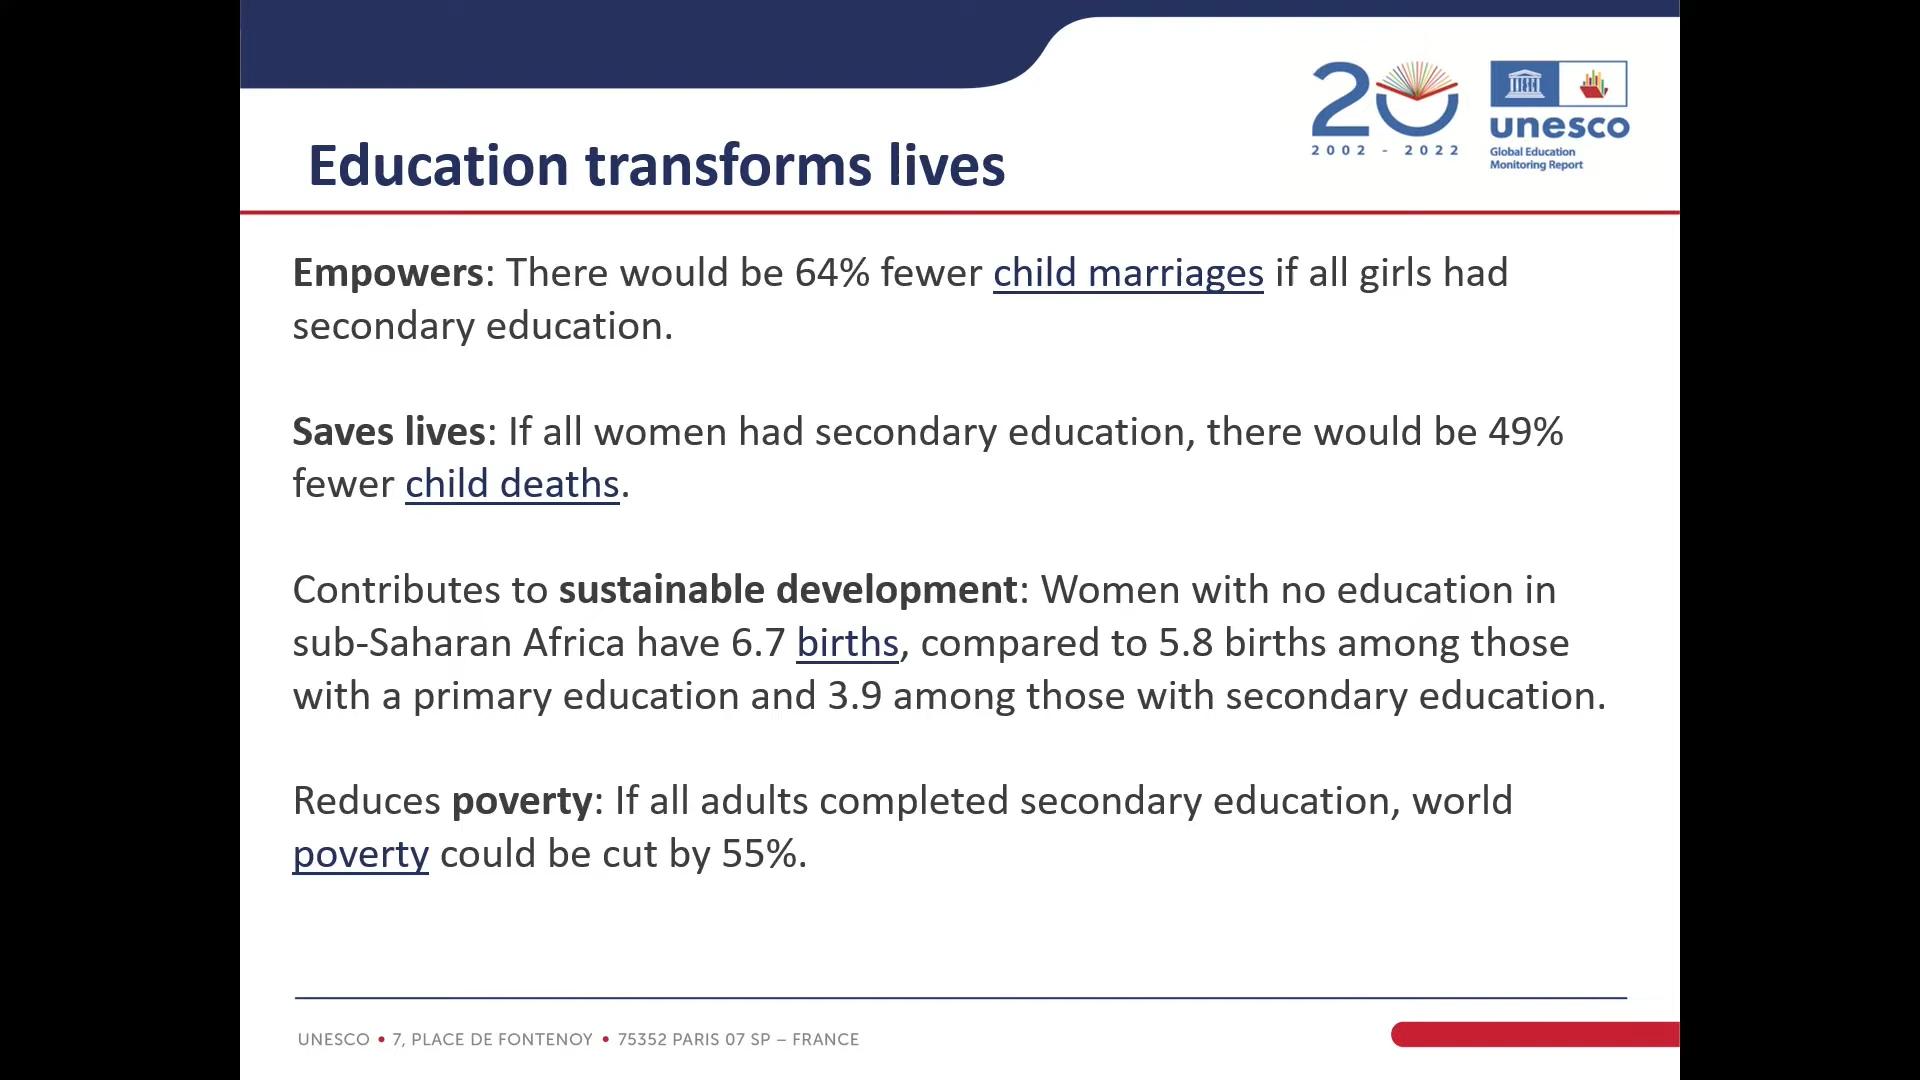 20
2002 - 2022
unesco
Global Education
Monitoring Report
Education transforms lives
Empowers: There would be 64% fewer child marriages if all girls had
secondary education.
Saves lives: If all women had secondary education, there would be 49%
fewer child deaths.
Contributes to sustainable development: Women with no education in
sub-Saharan Africa have 6.7 births, compared to 5.8 births among those
with a primary education and 3.9 among those with secondary education.
Reduces poverty: If all adults completed secondary education, world
poverty could be cut by 55%.
UNESCO • 7, PLACE DE FONTENOY • 75352 PARIS 07 SP – FRANCE